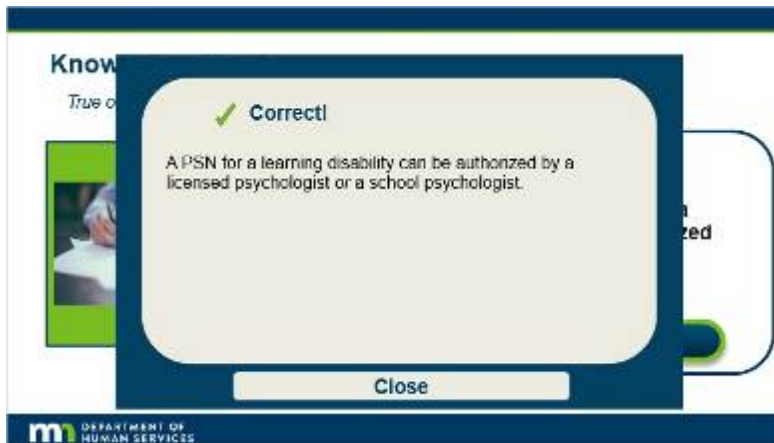 Know
True o
✓ Correct!
A PSN for a learning disability can be authorized by a
licensed psychologist or a school psychologist.
zed
Close
DEPARTMENT OF
HUMAN SERVICES